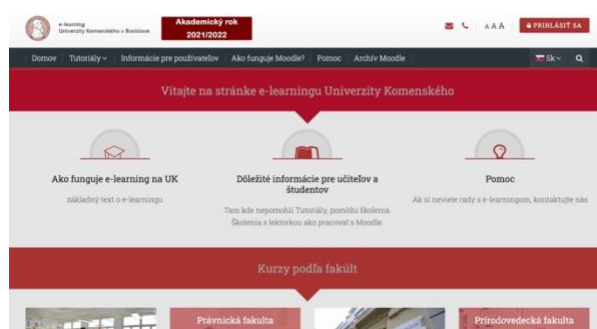 e-learning
Univerzity Komenského v Bratislave
Akademický rok
2021/2022
A A A
PRIHLÁSIŤ SA
Domov
Tutoriály
Informácie pre používateľov
Ako funguje Moodle?
Pomoc
Archív Moodle
Sk
Vitajte na stránke e-learningu Univerzity Komenského
Ako funguje e-learning na UK
základný text o e-learningu
Dôležité informácie pre učiteľov a
študentov
Tam kde nepomohli Tutoriály, pomôžu školenia.
Školenia s lektorkou ako pracovať s Moodle.
Pomoc
Ak si neviete rady s e-learningom, kontaktujte nás
Kurzy podľa fakúlt
Právnická fakulta
Prírodovedecká fakulta